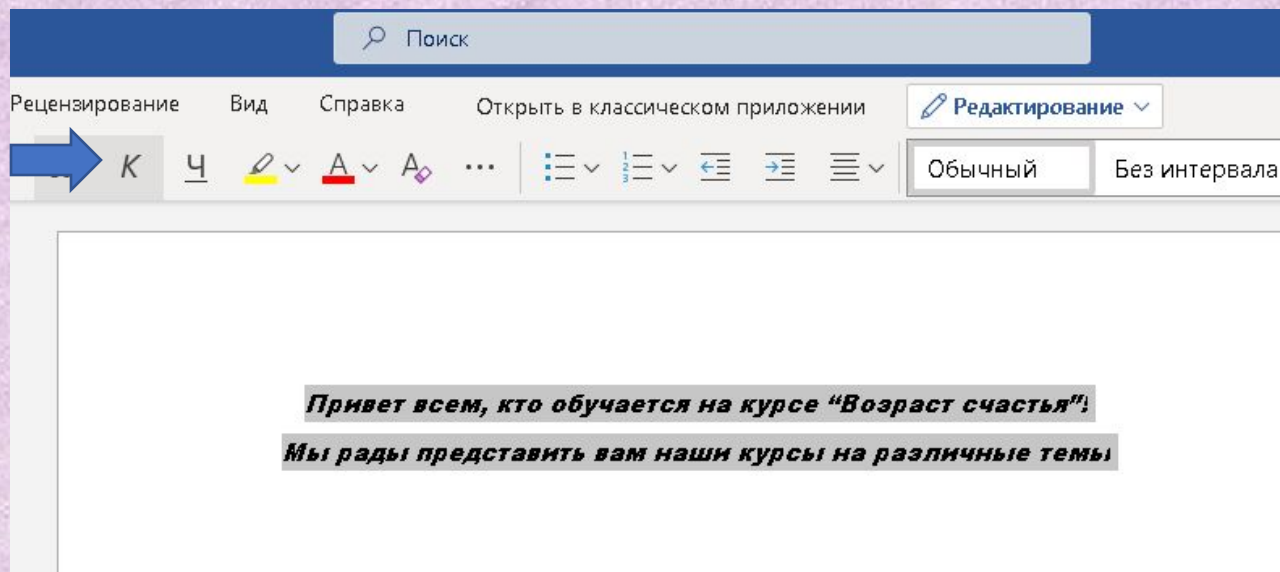 Поиск
Рецензирование Вид Справка Открыть в классическом приложении Редактирование
К Ч А А Обычный Без интервала
Привет всем, кто обучается на курсе “Возраст счастья”!
Мы рады представить вам наши курсы на различные темы